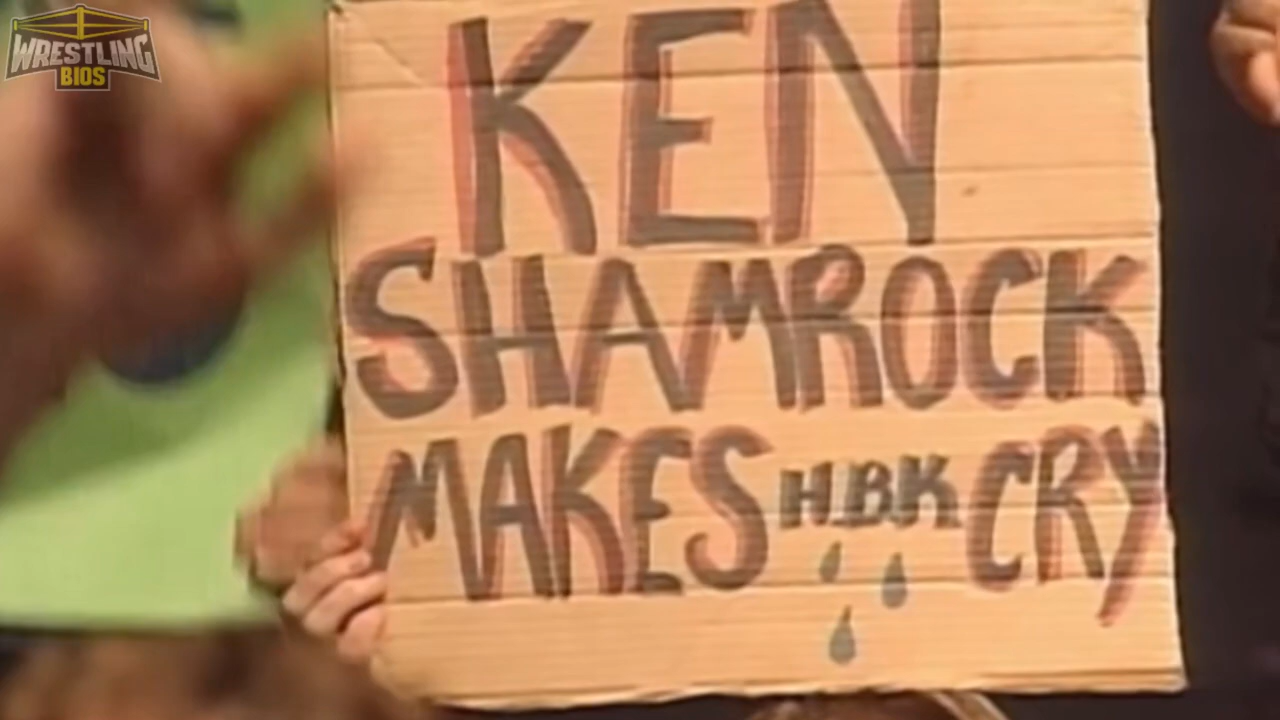 WRESTLING
BIOS
KEN
SHAMROCK
MAKES H.B.K CRY